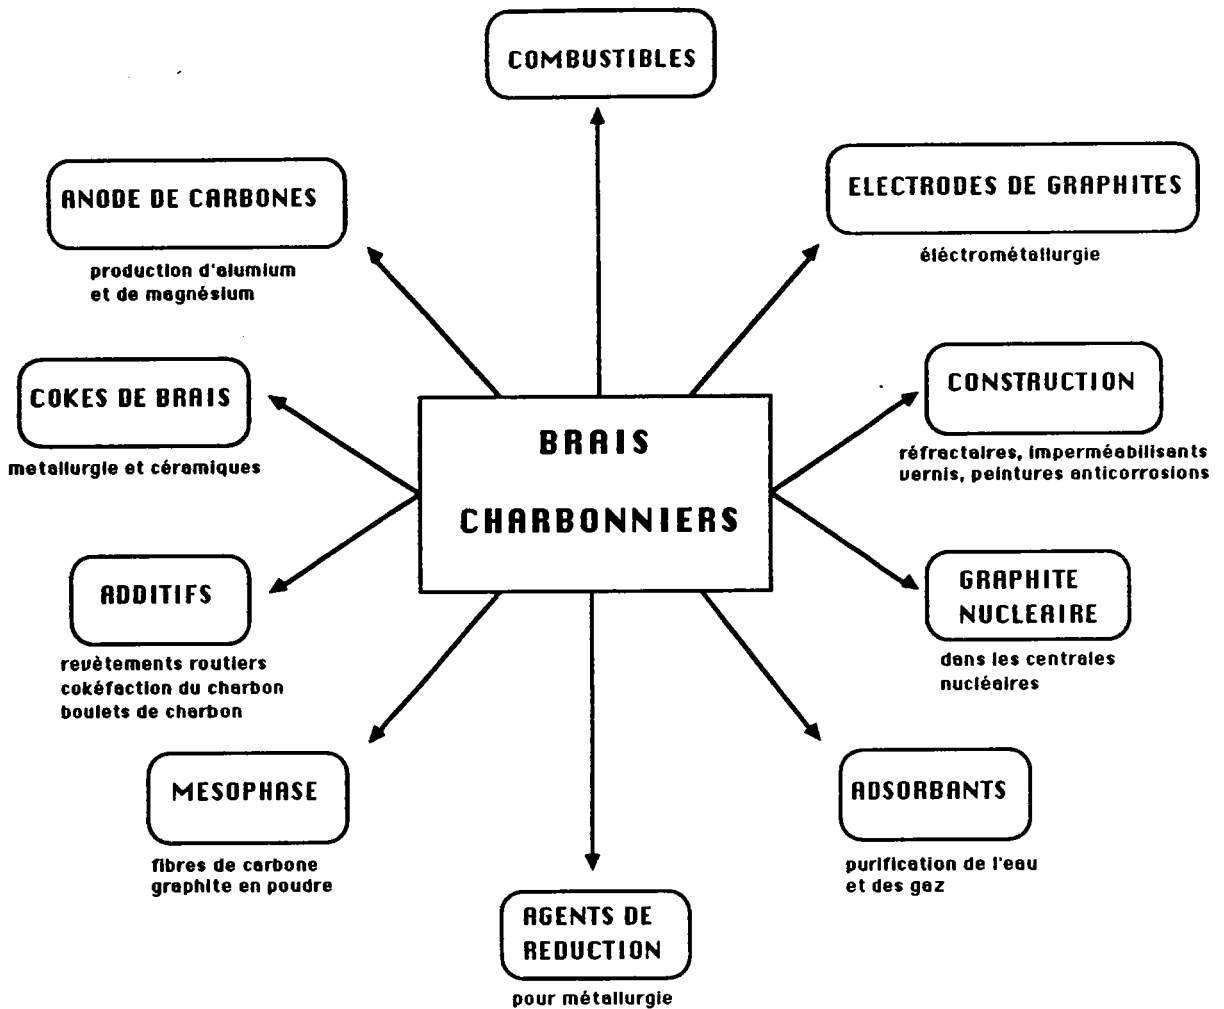 COMBUSTIBLES
ANODE DE CARBONES
production d'alumium
et de magnésium
ELECTRODES DE GRAPHITES
éléctrométallurgie
COKES DE BRAIS
metallurgie et céramiques
CONSTRUCTION
réfractaires, imperméabilisants
vernis, peintures anticorrosions
BRAIS
CHARBONNIERS
ADDITIFS
revètements routiers
cokéfaction du charbon
boulets de charbon
GRAPHITE
NUCLEAIRE
dans les centrales
nucléaires
MESOPHASE
fibres de carbone
graphite en poudre
ADSORBANTS
purification de l'eau
et des gaz
AGENTS DE
REDUCTION
pour métallurgie